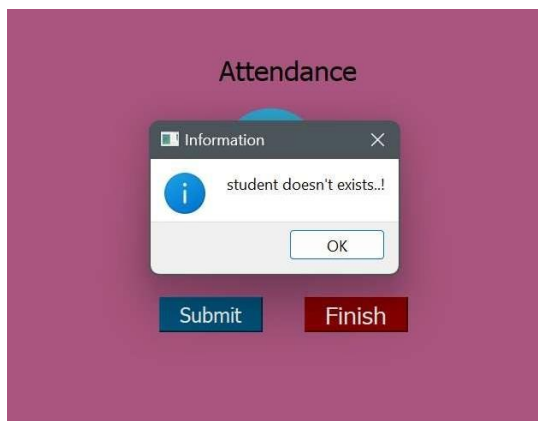 Attendance
Information
student doesn't exists..!
OK
Submit
Finish